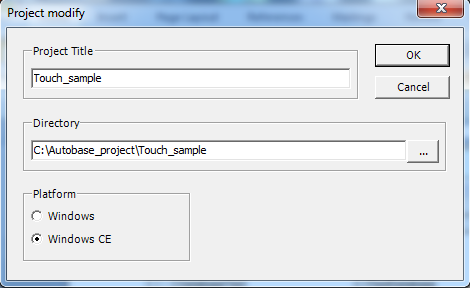 Project modify
Project Title
OK
Touch_sample
Cancel
Directory
C:\Autobase_project\Touch_sample
...
Platform
Windows
Windows CE